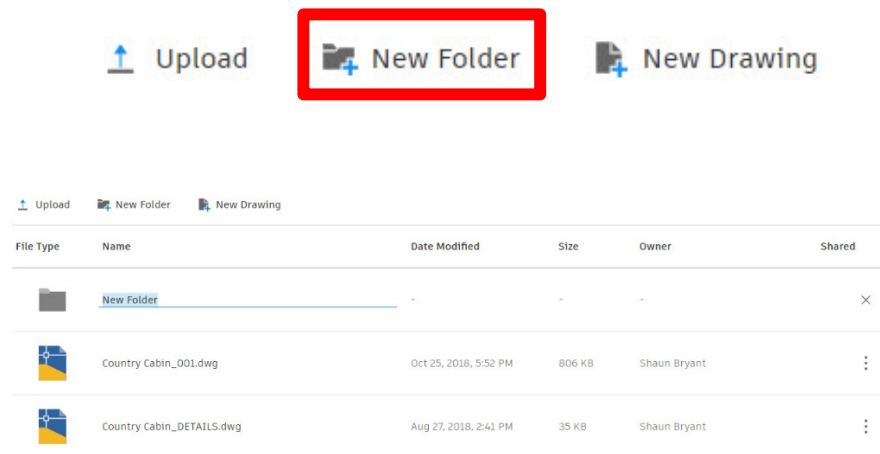 Upload New Folder New Drawing
Upload New Folder New Drawing
File Type Name Date Modified Size Owner Shared
New Folder - - -
Country Cabin_001.dwg Oct 25, 2018, 5:52 PM 806 KB Shaun Bryant
Country Cabin_DETAILS.dwg Aug 27, 2018, 2:41 PM 35 KB Shaun Bryant